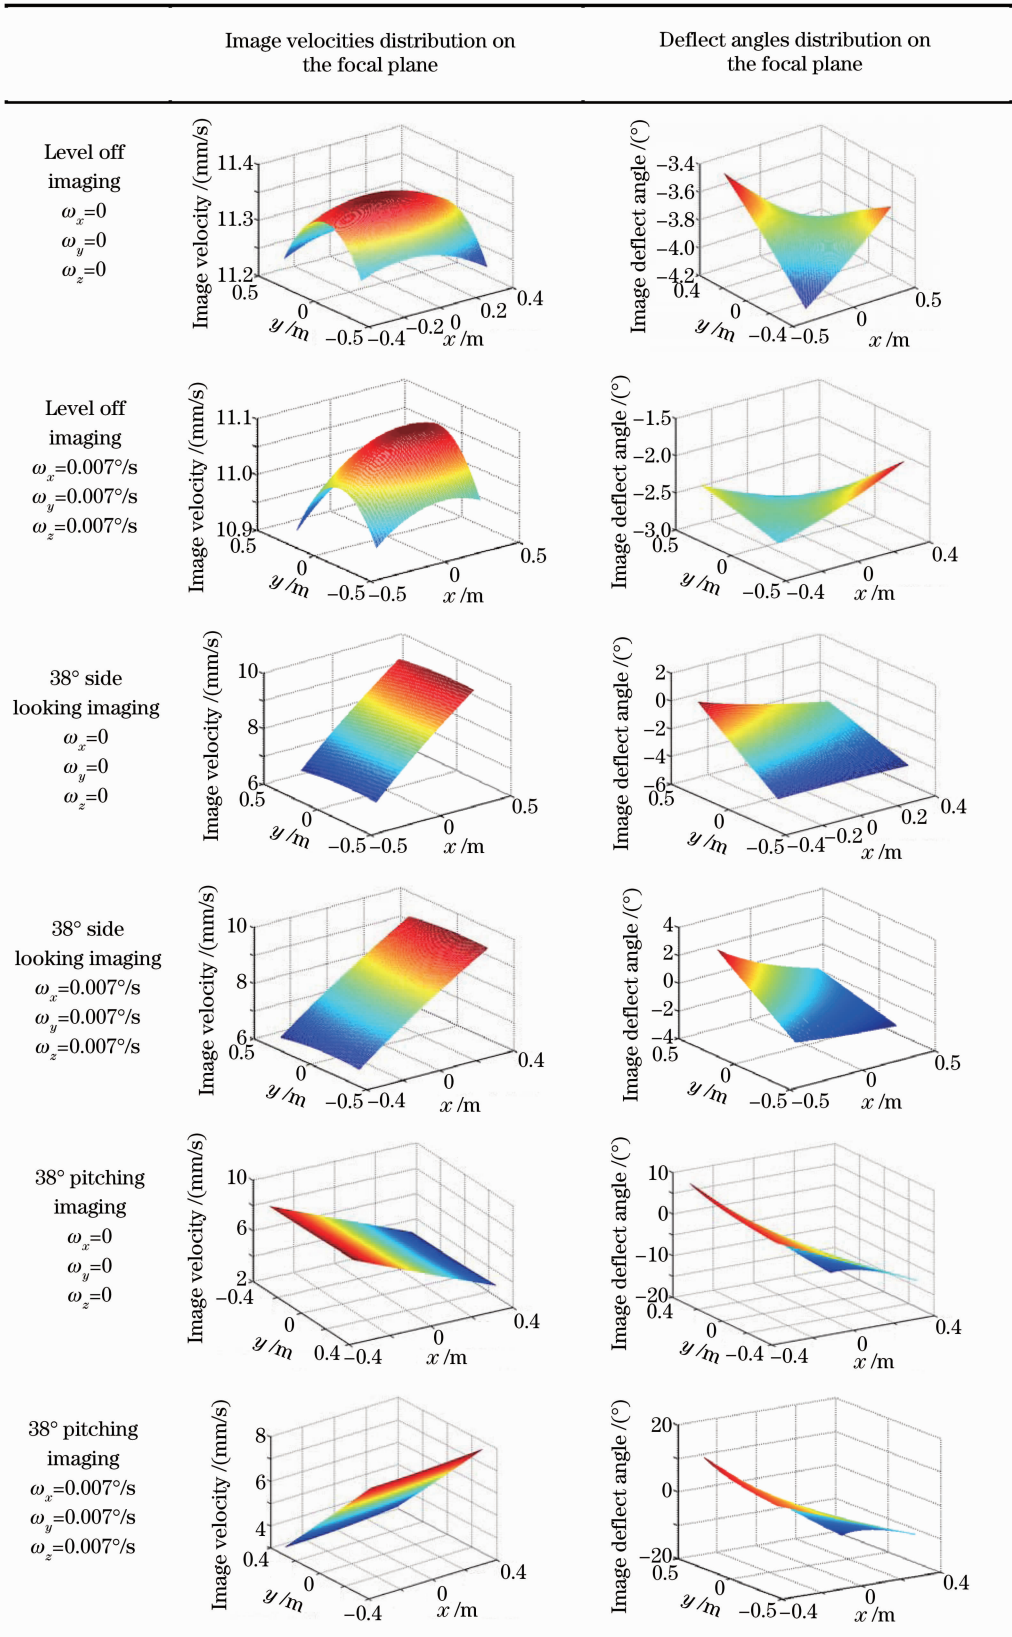 Image velocities distribution on
the focal plane
Deflect angles distribution on
the focal plane
Level off
imaging
ωx=0
ωy=0
ωz=0
Image velocity /(mm/s)
11.4
11.3
11.2
0.5
0
-0.5
y /m
-0.4
-0.2
0
0.2
0.4
x /m
Image deflect angle /(°)
-3.4
-3.6
-3.8
-4.0
-4.2
0.4
0
-0.4
y /m
-0.5
0
0.5
x /m
Level off
imaging
ωx=0.007°/s
ωy=0.007°/s
ωz=0.007°/s
Image velocity /(mm/s)
11.1
11.0
10.9
0.5
0
-0.5
y /m
-0.5
0
0.5
x /m
Image deflect angle /(°)
-1.5
-2.0
-2.5
-3.0
0.5
0
-0.5
y /m
-0.4
0
0.4
x /m
38° side
looking imaging
ωx=0
ωy=0
ωz=0
Image velocity /(mm/s)
10
8
6
0.5
0
-0.5
y /m
-0.5
0
0.5
x /m
Image deflect angle /(°)
2
0
-2
-4
-6
0.5
0
-0.5
y /m
-0.4
-0.2
0
0.2
0.4
x /m
38° side
looking imaging
ωx=0.007°/s
ωy=0.007°/s
ωz=0.007°/s
Image velocity /(mm/s)
10
8
6
0.5
0
-0.5
y /m
-0.4
0
0.4
x /m
Image deflect angle /(°)
4
2
0
-2
-4
0.5
0
-0.5
y /m
-0.5
0
0.5
x /m
38° pitching
imaging
ωx=0
ωy=0
ωz=0
Image velocity /(mm/s)
10
6
2
-0.4
0
0.4
y /m
-0.4
0
0.4
x /m
Image deflect angle /(°)
10
0
-10
-20
0.4
0
-0.4
y /m
-0.4
0
0.4
x /m
38° pitching
imaging
ωx=0.007°/s
ωy=0.007°/s
ωz=0.007°/s
Image velocity /(mm/s)
8
6
4
0.4
0
-0.4
y /m
0
0.4
x /m
Image deflect angle /(°)
20
0
-20
0.5
0
-0.5
y /m
-0.4
0
0.4
x /m